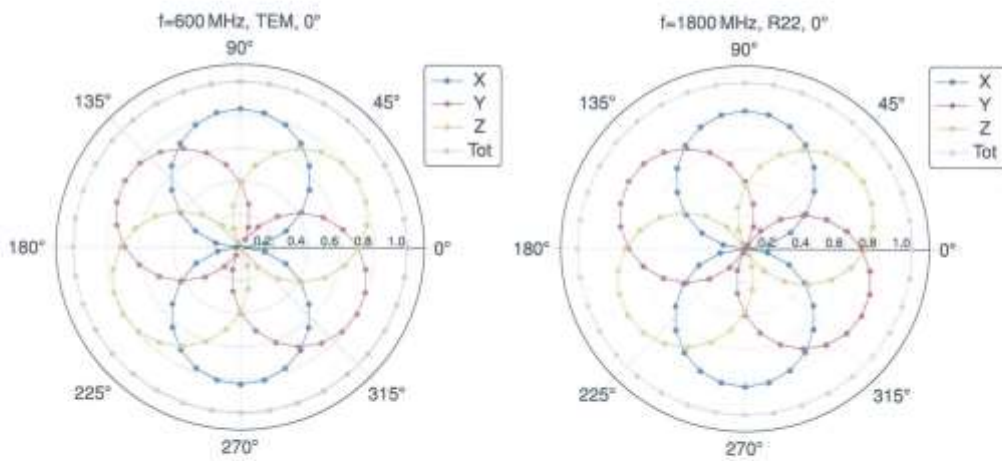 f=600 MHz, TEM, 0°
90°
135°
45°
X
Y
Z
Tot
180°
0.2 0.4 0.6 0.8 1.0
0°
225°
315°
270°
f=1800 MHz, R22, 0°
90°
135°
45°
X
Y
Z
Tot
180°
0.2 0.4 0.6 0.8 1.0
0°
225°
315°
270°